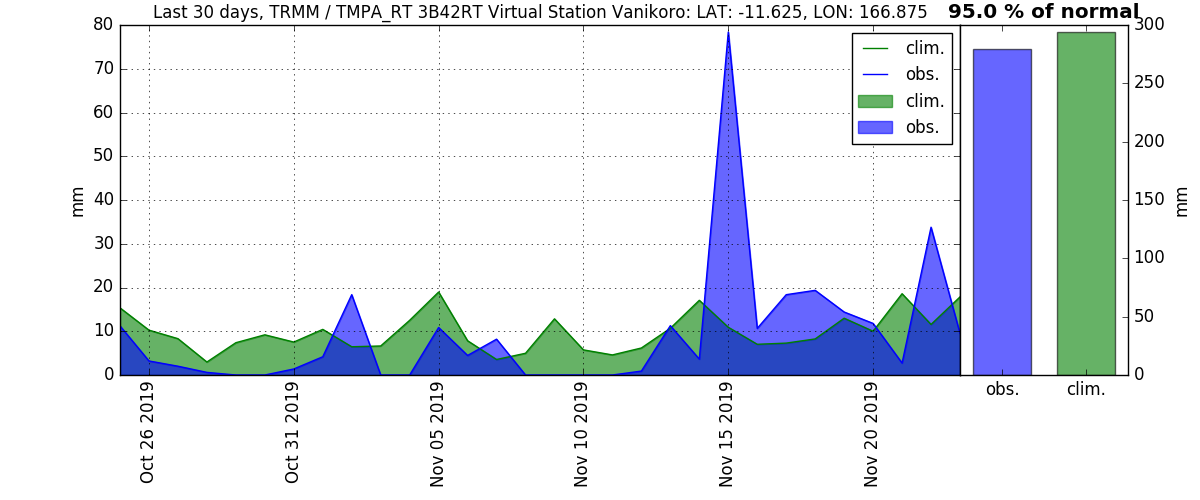 Last 30 days, TRMM / TMPA_RT 3B42RT Virtual Station Vanikoro: LAT: -11.625, LON: 166.875
95.0 % of normal
80
70
60
50
40
30
20
10
0
mm
clim.
obs.
clim.
obs.
Oct 26 2019
Oct 31 2019
Nov 05 2019
Nov 10 2019
Nov 15 2019
Nov 20 2019
300
250
200
150
100
50
0
mm
obs.
clim.